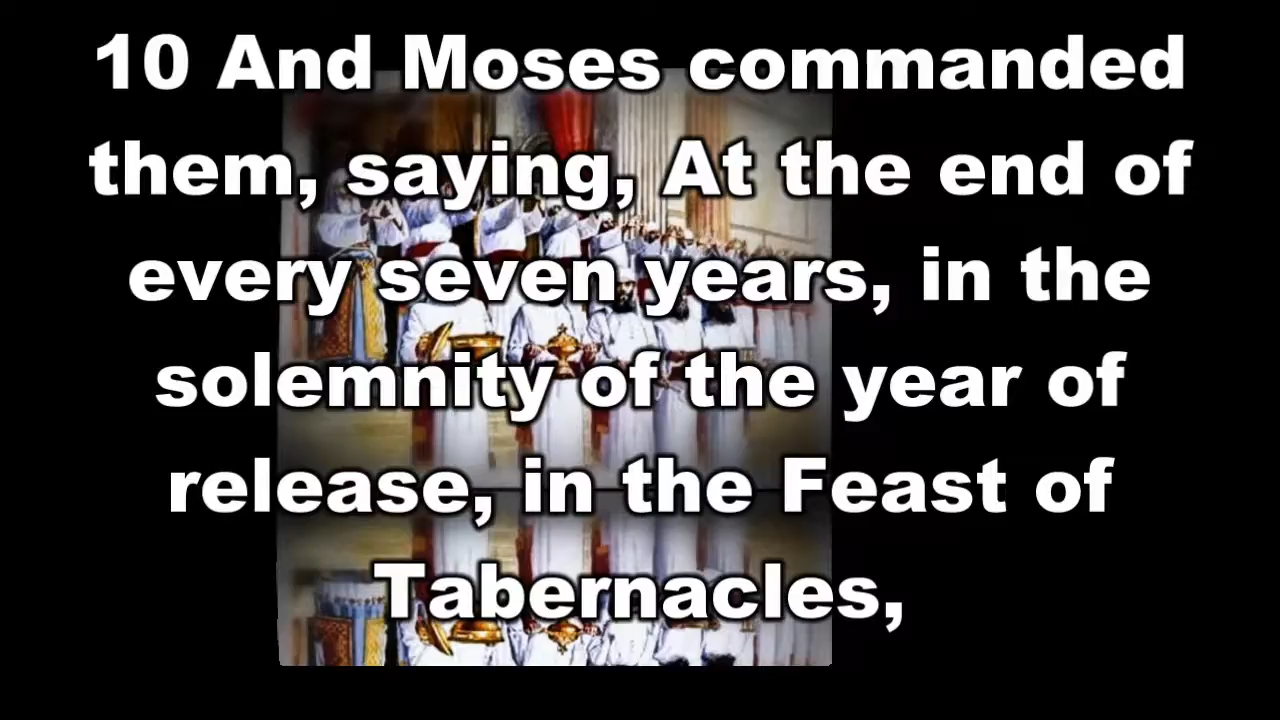 10 And Moses commanded
them, saying, At the end of
every seven years, in the
solemnity of the year of
release, in the Feast of
Tabernacles,